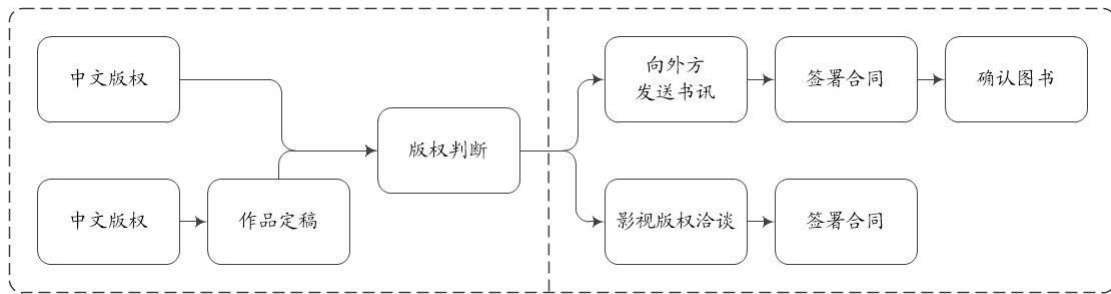 中文版权
中文版权
作品定稿
版权判断
向外方
发送书讯
签署合同
确认图书
影视版权洽谈
签署合同